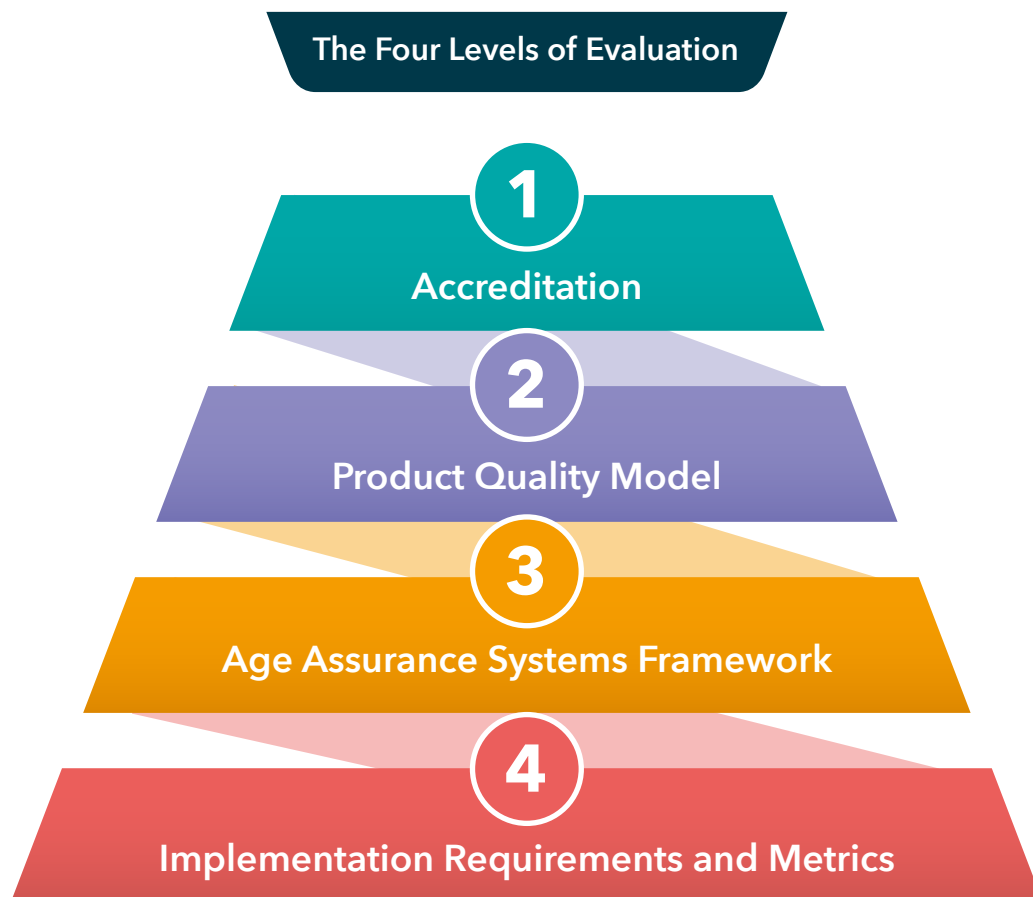 The Four Levels of Evaluation
1
Accreditation
2
Product Quality Model
3
Age Assurance Systems Framework
4
Implementation Requirements and Metrics